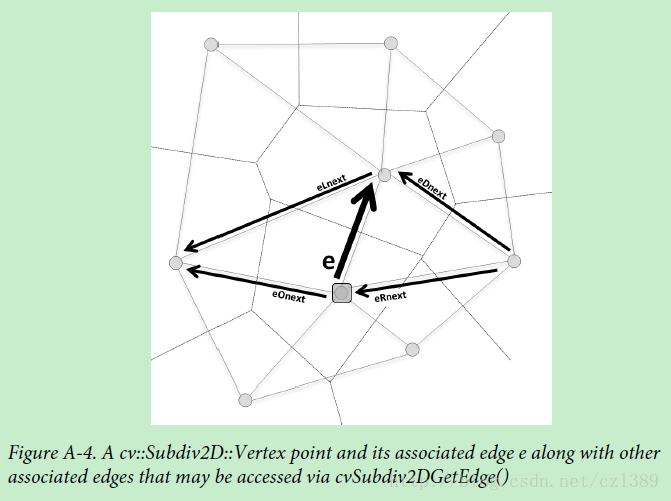 eLnext
eDnext
e
eOnext
eRnext
Figure A-4. A cv::Subdiv2D::Vertex point and its associated edge e along with other
associated edges that may be accessed via cvSubdiv2DGetEdge()
http://blog.csdn.net/cz1389